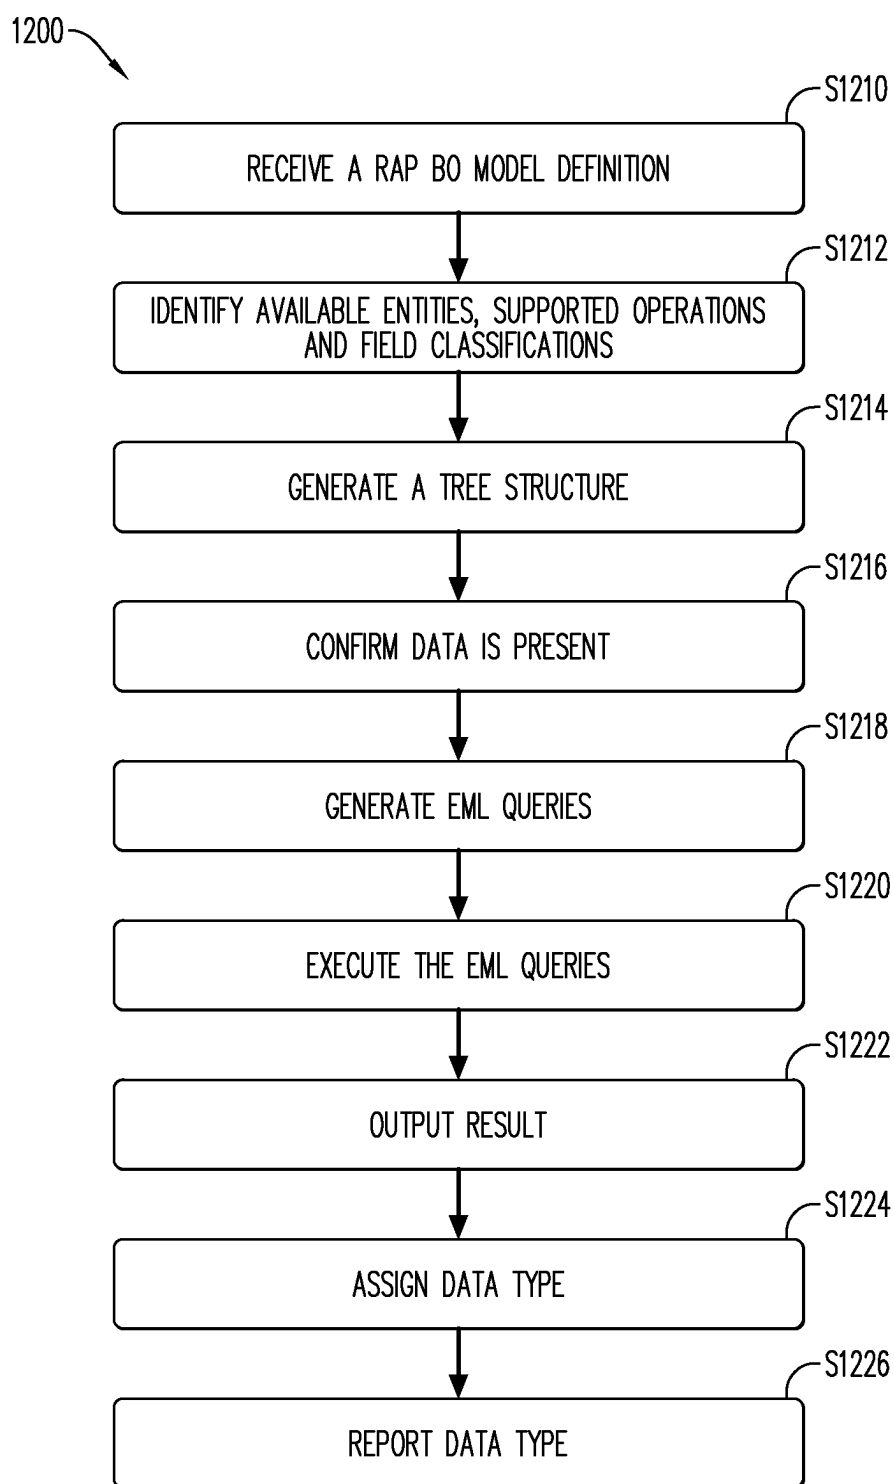 1200
S1210
RECEIVE A RAP BO MODEL DEFINITION
S1212
IDENTIFY AVAILABLE ENTITIES, SUPPORTED OPERATIONS
AND FIELD CLASSIFICATIONS
S1214
GENERATE A TREE STRUCTURE
S1216
CONFIRM DATA IS PRESENT
S1218
GENERATE EML QUERIES
S1220
EXECUTE THE EML QUERIES
S1222
OUTPUT RESULT
S1224
ASSIGN DATA TYPE
S1226
REPORT DATA TYPE